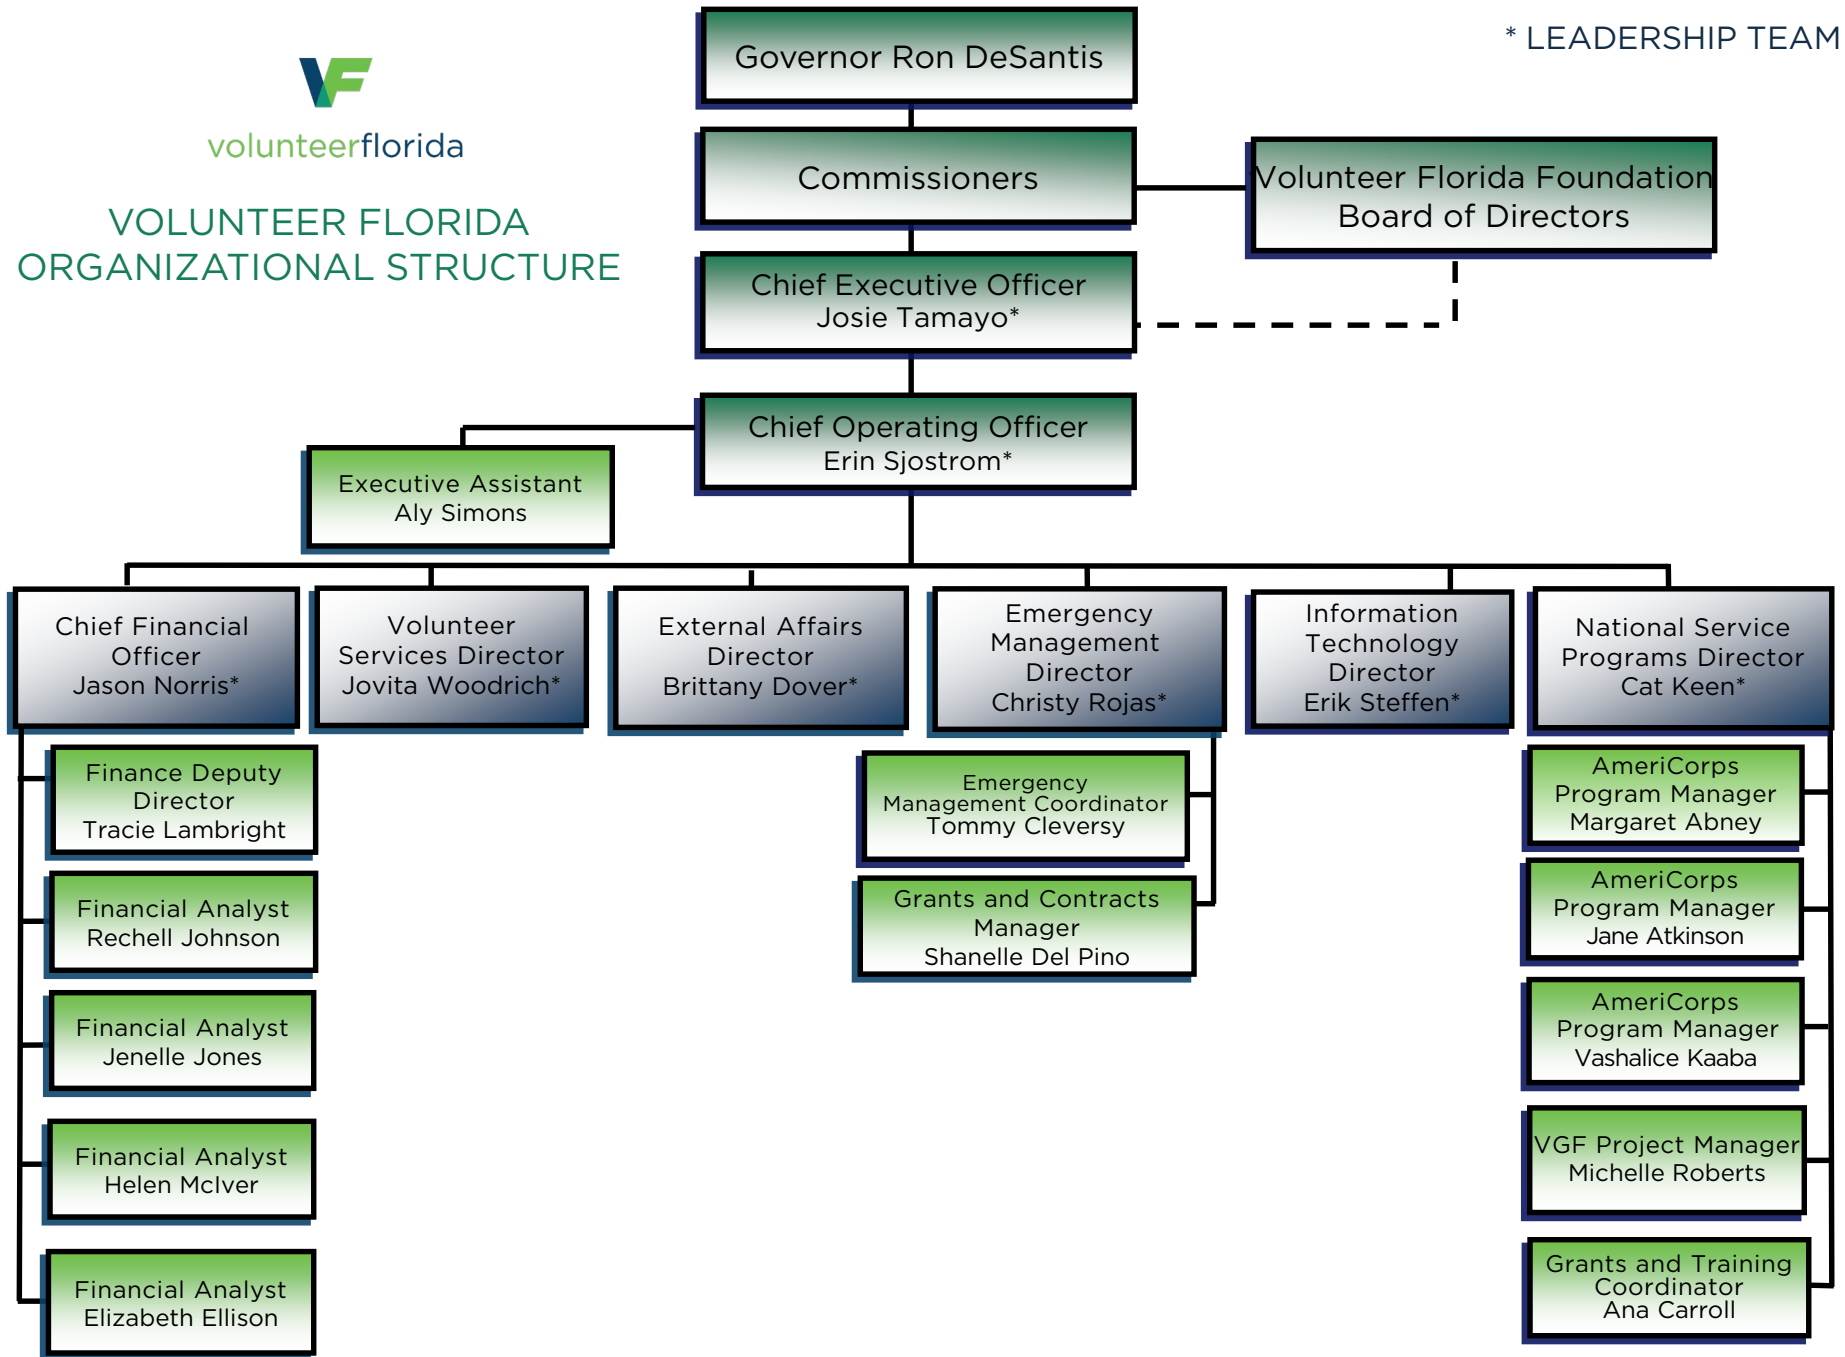 * LEADERSHIP TEAM
VF
volunteerflorida
VOLUNTEER FLORIDA
ORGANIZATIONAL STRUCTURE
Governor Ron DeSantis
Commissioners
Volunteer Florida Foundation
Board of Directors
Chief Executive Officer
Josie Tamayo*
Chief Operating Officer
Erin Sjostrom*
Executive Assistant
Aly Simons
Chief Financial
Officer
Jason Norris*
Volunteer
Services Director
Jovita Woodrich*
External Affairs
Director
Brittany Dover*
Emergency
Management
Director
Christy Rojas*
Information
Technology
Director
Erik Steffen*
National Service
Programs Director
Cat Keen*
Finance Deputy
Director
Tracie Lambright
Financial Analyst
Rechell Johnson
Financial Analyst
Jenelle Jones
Financial Analyst
Helen McIver
Financial Analyst
Elizabeth Ellison
Emergency
Management Coordinator
Tommy Cleversy
Grants and Contracts
Manager
Shanelle Del Pino
AmeriCorps
Program Manager
Margaret Abney
AmeriCorps
Program Manager
Jane Atkinson
AmeriCorps
Program Manager
Vashalice Kaaba
VGF Project Manager
Michelle Roberts
Grants and Training
Coordinator
Ana Carroll